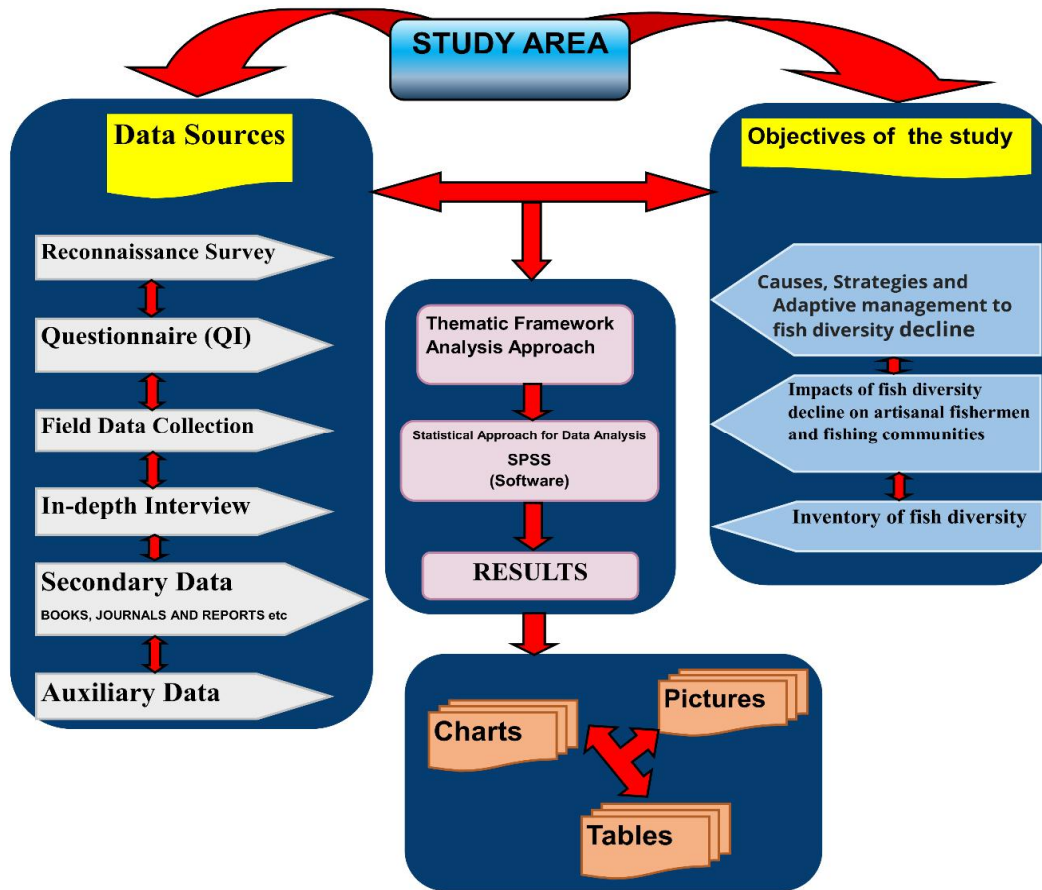 STUDY AREA
Data Sources
Reconnaissance Survey
Questionnaire (QI)
Field Data Collection
In-depth Interview
Secondary Data
BOOKS, JOURNALS AND REPORTS etc
Auxiliary Data
Thematic Framework
Analysis Approach
Statistical Approach for Data Analysis
SPSS
(Software)
RESULTS
Objectives of the study
Causes, Strategies and
Adaptive management to
fish diversity decline
Impacts of fish diversity
decline on artisanal fishermen
and fishing communities
Inventory of fish diversity
Charts
Pictures
Tables